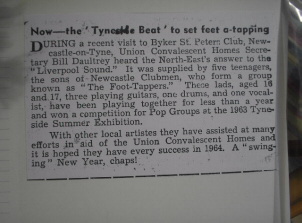 Now—the 'Tyneside Beat' to set feet a-tapping
DURING a recent visit to Byker St. Peter: Club, New-
castle-on-Tyne, Union Convalescent Homes Secre-
tary Bill Daultrey heard the North-East's answer to the
"Liverpool Sound." It was supplied by five teenagers,
the sons of Newcastle Clubmen, who form a group
known as "The Foot-Tappers." These lads, aged 16
and 17, three playing guitars, one drums, and one vocal-
ist, have been playing together for less than a year
and won a competition for Pop Groups at the 1963 Tyne-
side Summer Exhibition.
With other local artistes they have assisted at many
efforts in aid of the Union Convalescent Homes and
it is hoped they have every success in 1964. A "swing-
ing" New Year, chaps!